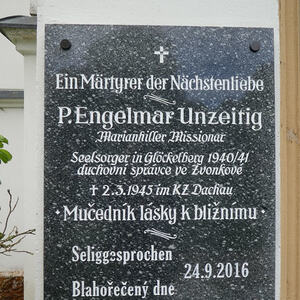 Ein Märtyrer der Nächstenliebe
P. Engelmar Unzeitig
Marianhiller Missionar
Seelsorger in Glöckelberg 1940/41
duchovní správce ve Zvonkové
† 2.3.1945 im KZ Dachau
· Mučedník lásky k bližnímu ·
Seliggesprochen
24.9.2016
Blahořečený dne